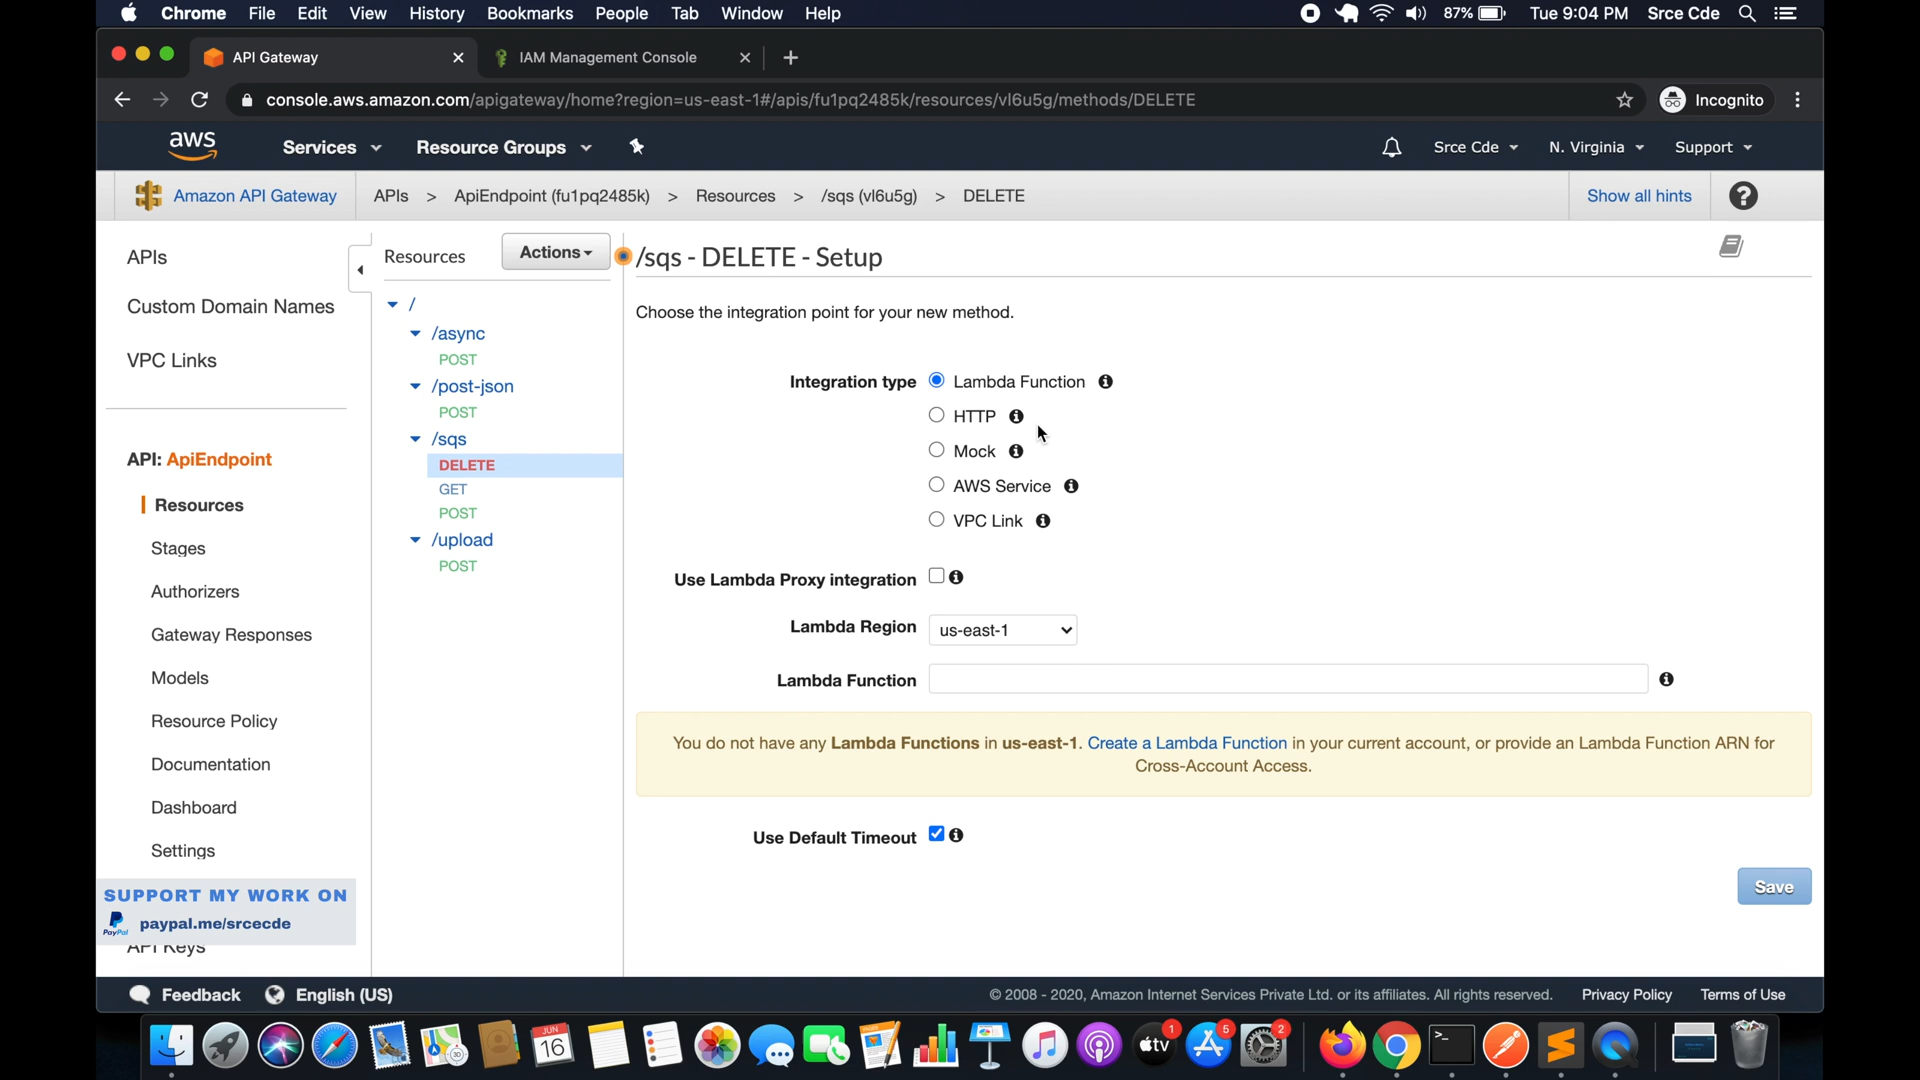 Chrome File Edit View History Bookmarks People Tab Window Help 87% Tue 9:04 PM Srce Cde
API Gateway IAM Management Console
console.aws.amazon.com/apigateway/home?region=us-east-1#/apis/fu1pq2485k/resources/vl6u5g/methods/DELETE Incognito
aws Services Resource Groups Srce Cde N. Virginia Support
Amazon API Gateway APIs > ApiEndpoint (fu1pq2485k) > Resources > /sqs (vl6u5g) > DELETE Show all hints ?
APIs
Custom Domain Names
VPC Links
API: ApiEndpoint
Resources
Stages
Authorizers
Gateway Responses
Models
Resource Policy
Documentation
Dashboard
Settings
SUPPORT MY WORK ON
PayPal paypal.me/srcecde
API Keys
Resources Actions
/
/async
POST
/post-json
POST
/sqs
DELETE
GET
POST
/upload
POST
/sqs - DELETE - Setup
Choose the integration point for your new method.
Integration type Lambda Function
HTTP
Mock
AWS Service
VPC Link
Use Lambda Proxy integration
Lambda Region us-east-1
Lambda Function
You do not have any Lambda Functions in us-east-1. Create a Lambda Function in your current account, or provide an Lambda Function ARN for
Cross-Account Access.
Use Default Timeout
Save
Feedback English (US) © 2008 - 2020, Amazon Internet Services Private Ltd. or its affiliates. All rights reserved. Privacy Policy Terms of Use
JUN
16
tv
1
5
2